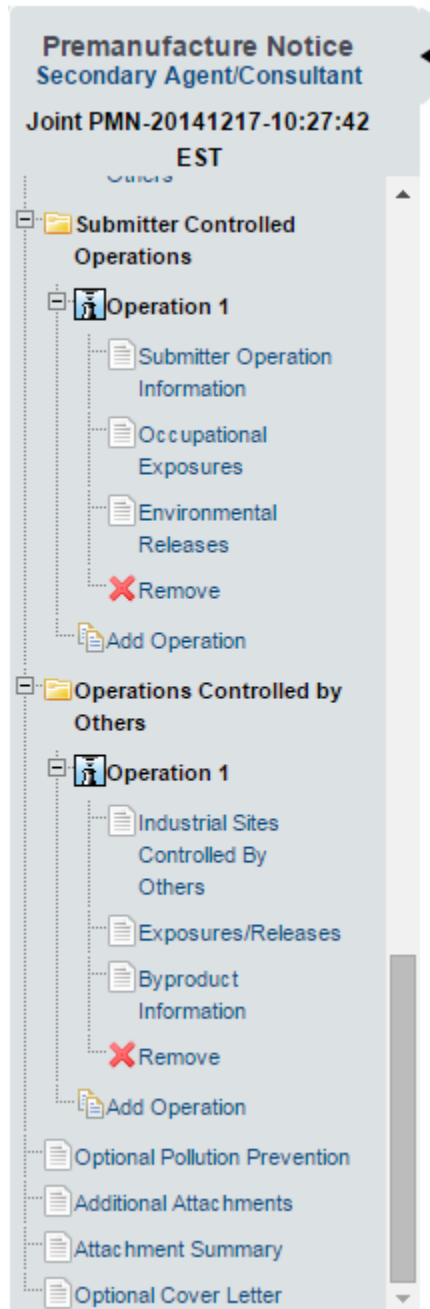 Premanufacture Notice
Secondary Agent/Consultant
Joint PMN-20141217-10:27:42
EST
Others
Submitter Controlled
Operations
Operation 1
Submitter Operation
Information
Occupational
Exposures
Environmental
Releases
Remove
Add Operation
Operations Controlled by
Others
Operation 1
Industrial Sites
Controlled By
Others
Exposures/Releases
Byproduct
Information
Remove
Add Operation
Optional Pollution Prevention
Additional Attachments
Attachment Summary
Optional Cover Letter